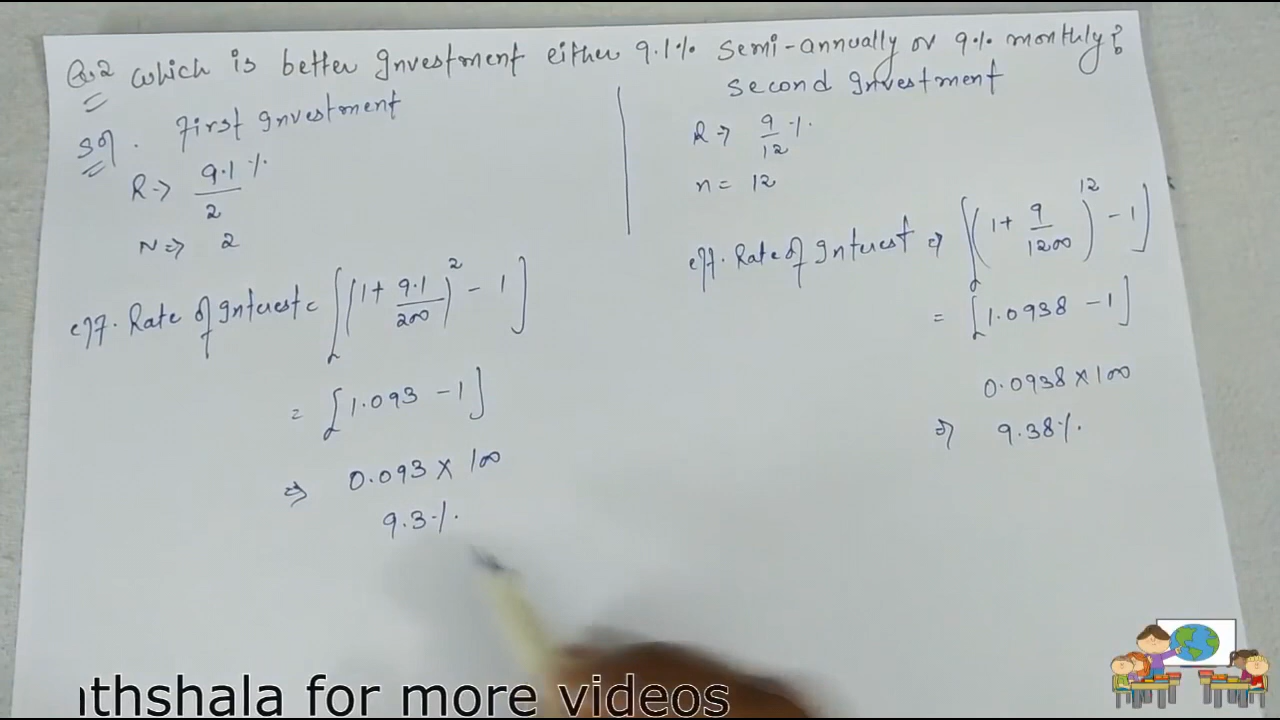 Q.2 which is better Investment either 9.1% Semi-annually or 9% monthly?
Sol. First Investment
R→ 9.1%/2
N⇒ 2
eff. Rate of Interest = [(1+ 9.1/200)^2 - 1]
= [1.093 - 1]
⇒ 0.093 × 100
9.3%.
Second Investment
R→ 9/12 %.
n= 12
eff. Rate of Interest ⇒ [(1+ 9/1200)^12 - 1]
= [1.0938 - 1]
0.0938 × 100
⇒ 9.38%.
thshala for more videos